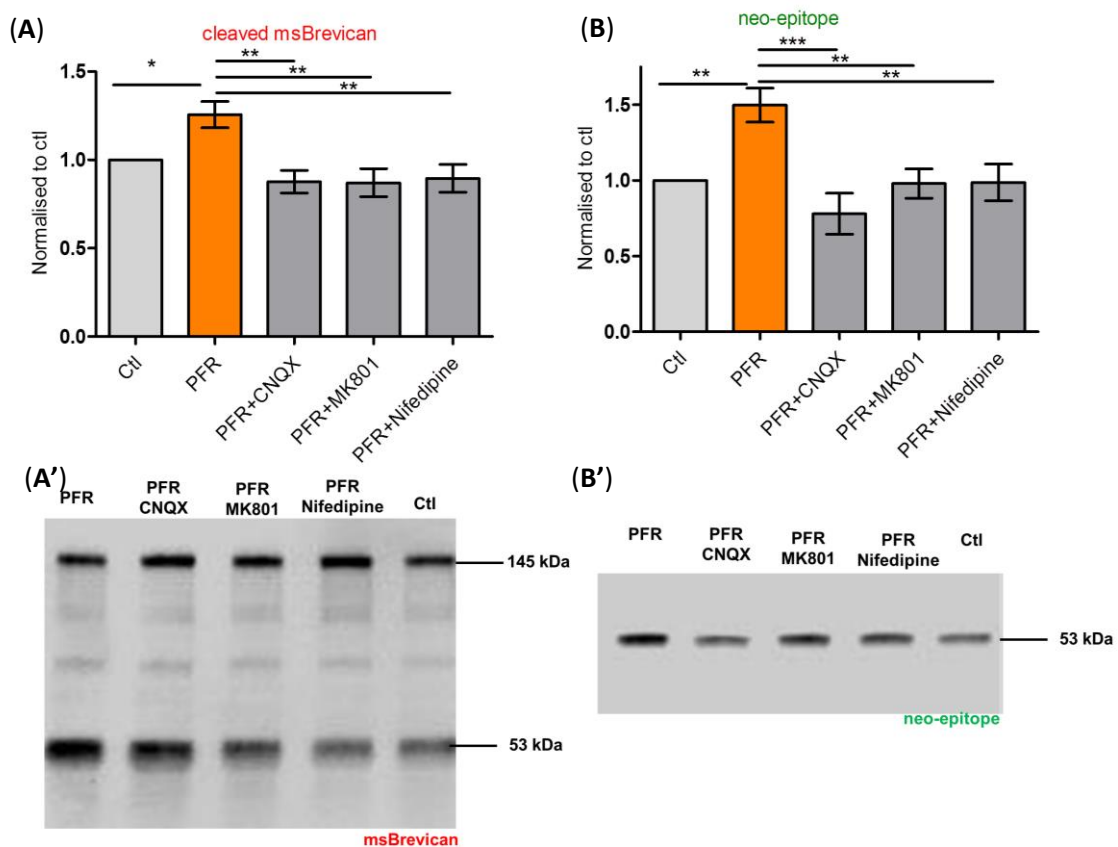 (A)
cleaved msBrevican
*
**
**
**
Normalised to ctl
1.5
1.0
0.5
0.0
Ctl
PFR
PFR+CNQX
PFR+MK801
PFR+Nifedipine
(B)
neo-epitope
***
**
**
**
Normalised to ctl
1.5
1.0
0.5
0.0
Ctl
PFR
PFR+CNQX
PFR+MK801
PFR+Nifedipine
(A’)
PFR
PFR
CNQX
PFR
MK801
PFR
Nifedipine
Ctl
145 kDa
53 kDa
msBrevican
(B’)
PFR
PFR
CNQX
PFR
MK801
PFR
Nifedipine
Ctl
53 kDa
neo-epitope